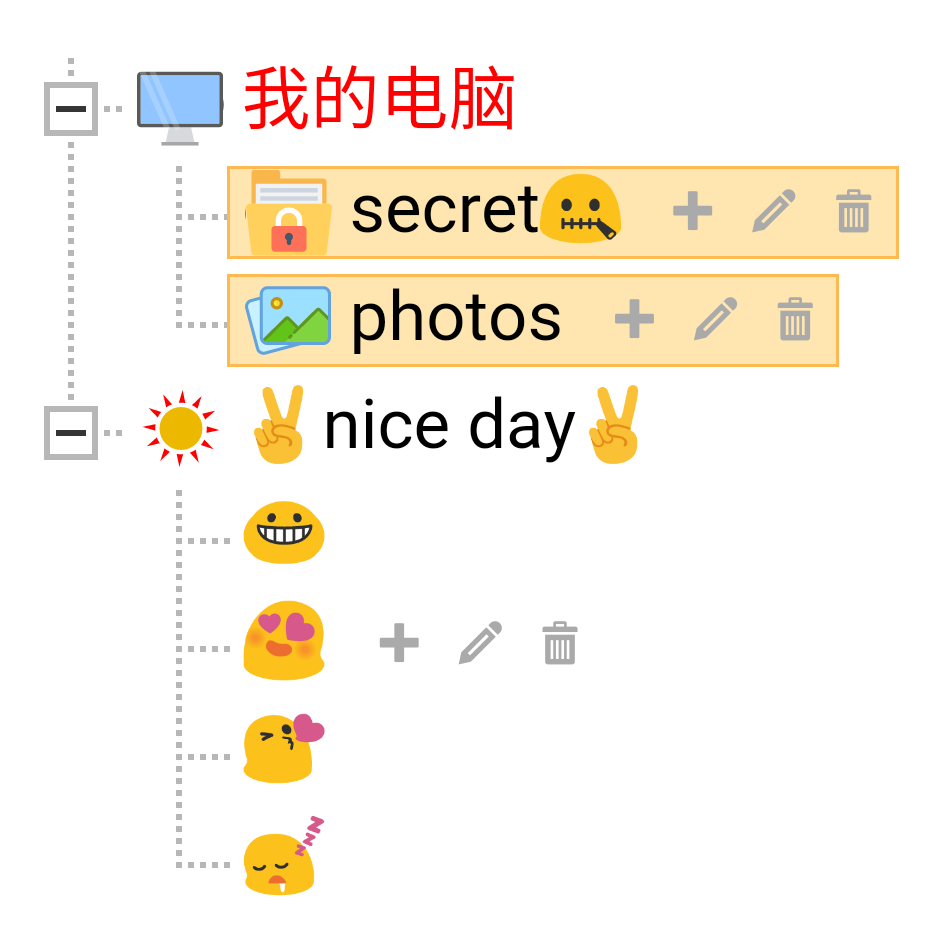 我的电脑
secret🤐
photos
✌nice day✌
😀
😍
😘
😴